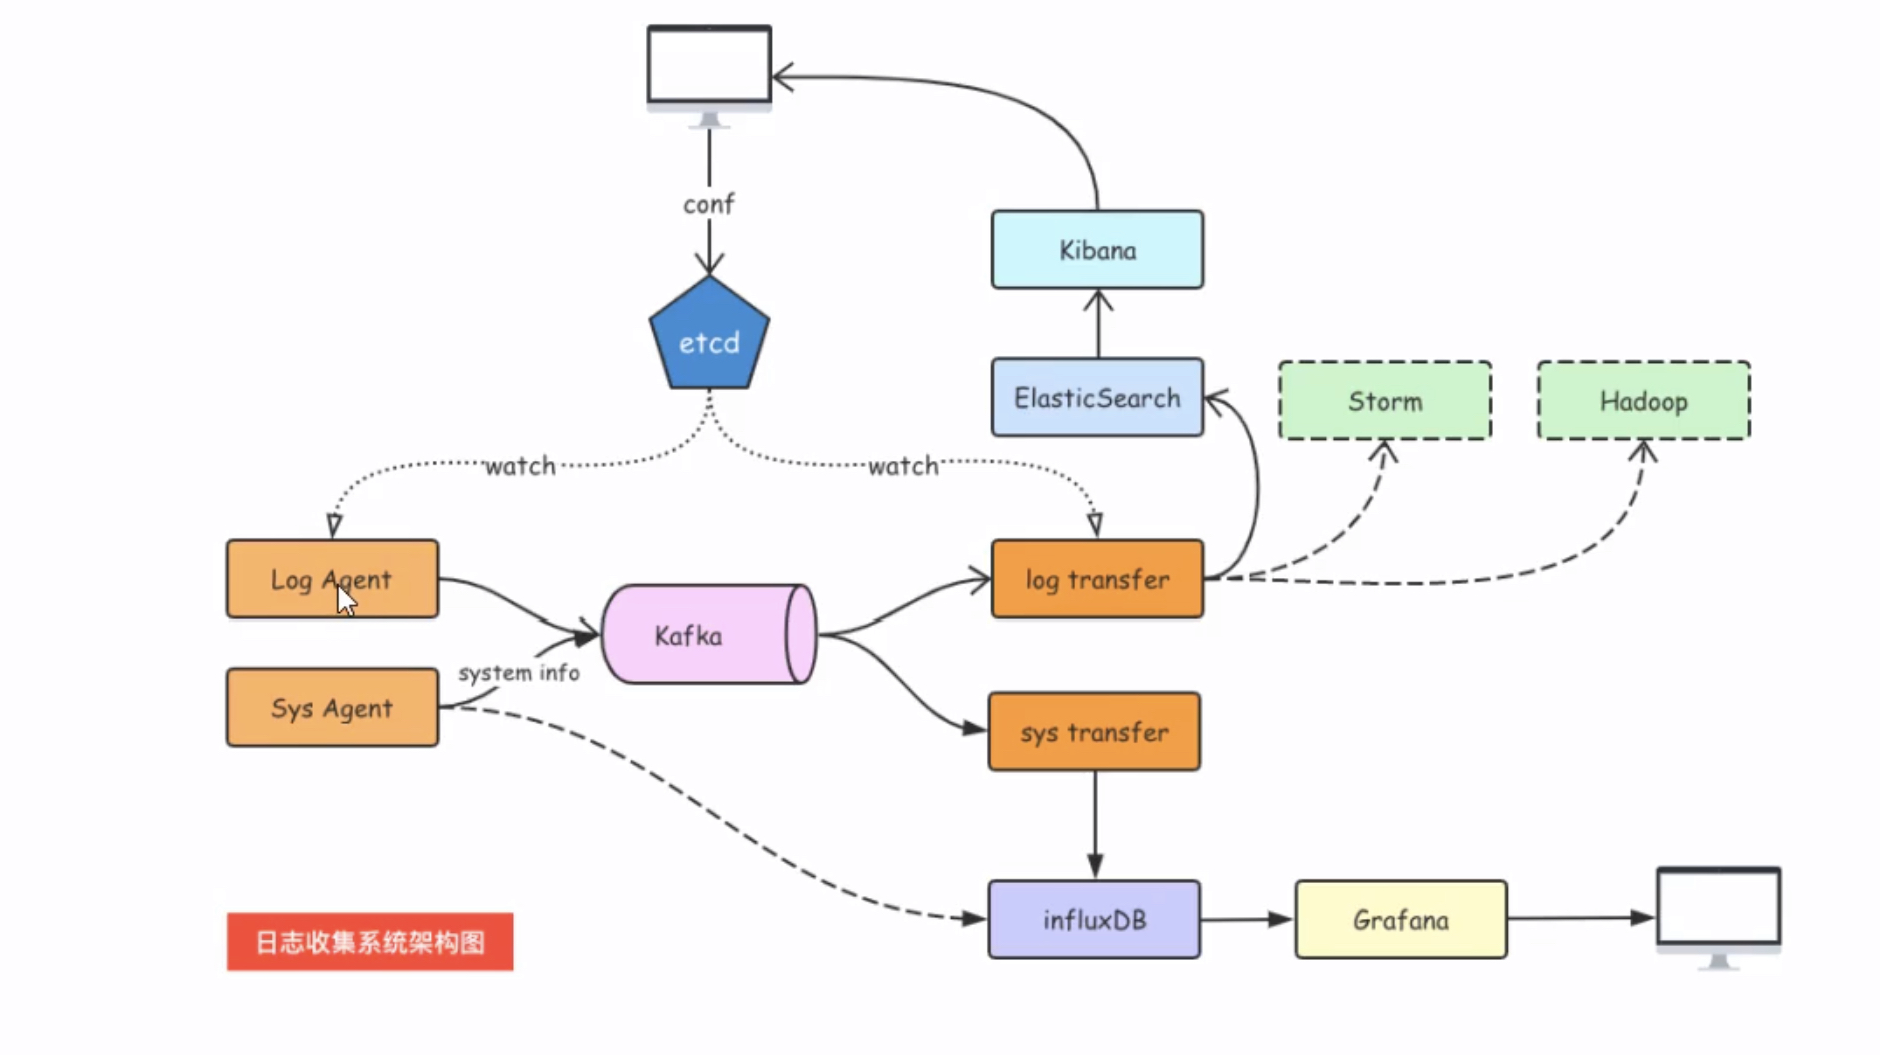 conf
Kibana
etcd
ElasticSearch
Storm
Hadoop
watch
watch
Log Agent
log transfer
Kafka
system info
Sys Agent
sys transfer
influxDB
Grafana
日志收集系统架构图